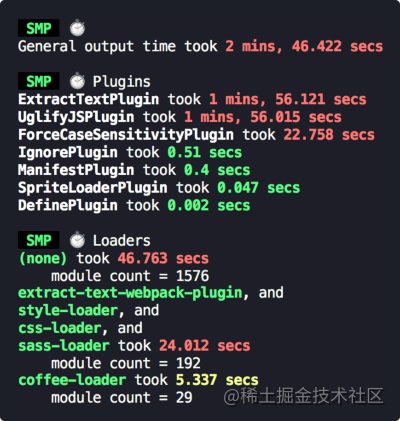 SMP ⏱
General output time took 2 mins, 46.422 secs
SMP ⏱ Plugins
ExtractTextPlugin took 1 mins, 56.121 secs
UglifyJSPlugin took 1 mins, 56.015 secs
ForceCaseSensitivityPlugin took 22.758 secs
IgnorePlugin took 0.51 secs
ManifestPlugin took 0.4 secs
SpriteLoaderPlugin took 0.047 secs
DefinePlugin took 0.002 secs
SMP ⏱ Loaders
(none) took 46.763 secs
module count = 1576
extract-text-webpack-plugin, and
style-loader, and
css-loader, and
sass-loader took 24.012 secs
module count = 192
coffee-loader took 5.337 secs
module count = 29
@稀土掘金技术社区